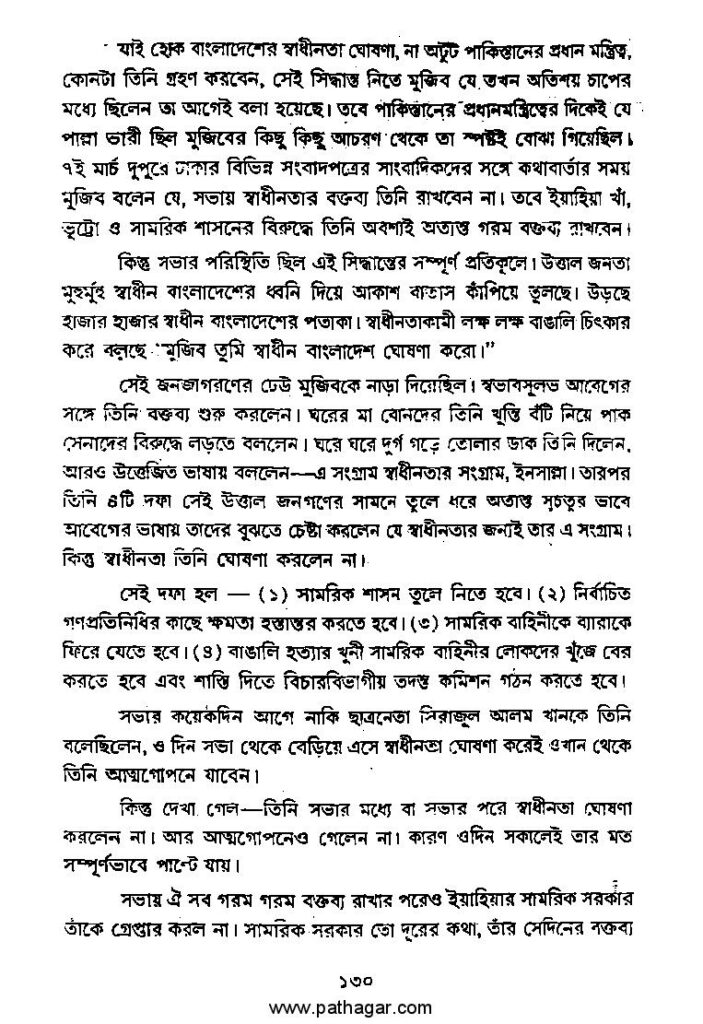 যাই হোক বাংলাদেশের স্বাধীনতা ঘোষণা, না অটুট পাকিস্তানের প্রধান মন্ত্রিত্ব,
কোনটা তিনি গ্রহণ করবেন, সেই সিদ্ধান্ত নিতে মুজিব যে তখন অতিশয় চাপের
মধ্যে ছিলেন তা আগেই বলা হয়েছে। তবে পাকিস্তানের প্রধানমন্ত্রিত্বের দিকেই যে
পাল্লা ভারী ছিল মুজিবের কিছু কিছু আচরণ থেকে তা স্পষ্টই বোঝা গিয়েছিল।
৭ই মার্চ দুপুরে ঢাকার বিভিন্ন সংবাদপত্রের সাংবাদিকদের সঙ্গে কথাবার্তার সময়
মুজিব বলেন যে, সভায় স্বাধীনতার বক্তব্য তিনি রাখবেন না। তবে ইয়াহিয়া খাঁ,
ভুট্টো ও সামরিক শাসনের বিরুদ্ধে তিনি অবশ্যই অত্যন্ত গরম বক্তব্য রাখবেন।
কিন্তু সভার পরিস্থিতি ছিল এই সিদ্ধান্তের সম্পূর্ণ প্রতিকূলে। উত্তাল জনতা
মুহুর্মুহু স্বাধীন বাংলাদেশের ধ্বনি দিয়ে আকাশ বাতাস কাঁপিয়ে তুলছে। উড়ছে
হাজার হাজার স্বাধীন বাংলাদেশের পতাকা। স্বাধীনতাকামী লক্ষ লক্ষ বাঙালি চিৎকার
করে বলছে "মুজিব তুমি স্বাধীন বাংলাদেশ ঘোষণা করো।"
সেই জনজাগরণের ঢেউ মুজিবকে নাড়া দিয়েছিল। স্বভাবসুলভ আবেগের
সঙ্গে তিনি বক্তব্য শুরু করলেন। ঘরের মা বোনদের তিনি খুন্তি বঁটি নিয়ে পাক
সেনাদের বিরুদ্ধে লড়তে বললেন। ঘরে ঘরে দুর্গ গড়ে তোলার ডাক তিনি দিলেন,
আরও উত্তেজিত ভাষায় বললেন—এ সংগ্রাম স্বাধীনতার সংগ্রাম, ইনসাল্লা। তারপর
তিনি ৪টি দফা সেই উত্তাল জনগণের সামনে তুলে ধরে অত্যন্ত সুচতুর ভাবে
আবেগের ভাষায় তাদের বুঝতে চেষ্টা করলেন যে স্বাধীনতার জন্যই তার এ সংগ্রাম।
কিন্তু স্বাধীনতা তিনি ঘোষণা করলেন না।
সেই দফা হল — (১) সামরিক শাসন তুলে নিতে হবে। (২) নির্বাচিত
গণপ্রতিনিধির কাছে ক্ষমতা হস্তান্তর করতে হবে। (৩) সামরিক বাহিনীকে ব্যারাকে
ফিরে যেতে হবে। (৪) বাঙালি হত্যার খুনী সামরিক বাহিনীর লোকদের খুঁজে বের
করতে হবে এবং শাস্তি দিতে বিচারবিভাগীয় তদন্ত কমিশন গঠন করতে হবে।
সভার কয়েকদিন আগে নাকি ছাত্রনেতা সিরাজুল আলম খানকে তিনি
বলেছিলেন, ও দিন সভা থেকে বেড়িয়ে এসে স্বাধীনতা ঘোষণা করেই ওখান থেকে
তিনি আত্মগোপনে যাবেন।
কিন্তু দেখা গেল—তিনি সভার মধ্যে বা সভার পরে স্বাধীনতা ঘোষণা
করলেন না। আর আত্মগোপনেও গেলেন না। কারণ ওদিন সকালেই তার মত
সম্পূর্ণভাবে পাল্টে যায়।
সভায় ঐ সব গরম গরম বক্তব্য রাখার পরেও ইয়াহিয়ার সামরিক সরকার
তাঁকে গ্রেপ্তার করল না। সামরিক সরকার তো দূরের কথা, তাঁর সেদিনের বক্তব্য
১৩০
www.pathagar.com